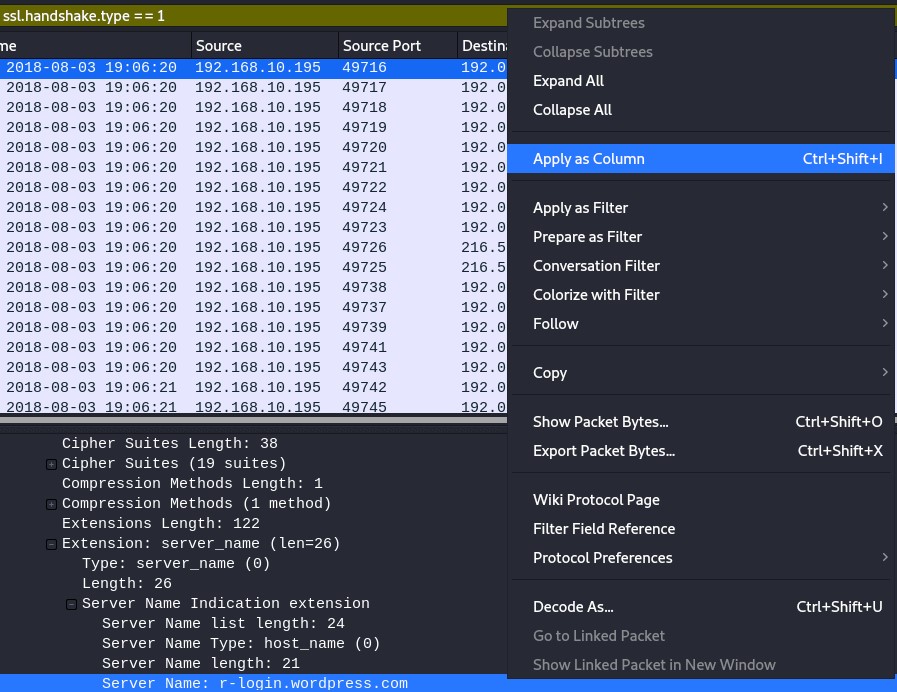 ssl.handshake.type == 1
me Source Source Port Destina
2018-08-03 19:06:20 192.168.10.195 49716 192.0
2018-08-03 19:06:20 192.168.10.195 49717 192.0
2018-08-03 19:06:20 192.168.10.195 49718 192.0
2018-08-03 19:06:20 192.168.10.195 49719 192.0
2018-08-03 19:06:20 192.168.10.195 49720 192.0
2018-08-03 19:06:20 192.168.10.195 49721 192.0
2018-08-03 19:06:20 192.168.10.195 49722 192.0
2018-08-03 19:06:20 192.168.10.195 49724 192.0
2018-08-03 19:06:20 192.168.10.195 49723 192.0
2018-08-03 19:06:20 192.168.10.195 49726 216.5
2018-08-03 19:06:20 192.168.10.195 49725 216.5
2018-08-03 19:06:20 192.168.10.195 49738 192.0
2018-08-03 19:06:20 192.168.10.195 49737 192.0
2018-08-03 19:06:20 192.168.10.195 49739 192.0
2018-08-03 19:06:20 192.168.10.195 49741 192.0
2018-08-03 19:06:20 192.168.10.195 49743 192.0
2018-08-03 19:06:21 192.168.10.195 49742 192.0
2018-08-03 19:06:21 192.168.10.195 49745 192.0
Cipher Suites Length: 38
Cipher Suites (19 suites)
Compression Methods Length: 1
Compression Methods (1 method)
Extensions Length: 122
Extension: server_name (len=26)
Type: server_name (0)
Length: 26
Server Name Indication extension
Server Name list length: 24
Server Name Type: host_name (0)
Server Name length: 21
Server Name: r-login.wordpress.com
Expand Subtrees
Collapse Subtrees
Expand All
Collapse All
Apply as Column Ctrl+Shift+I
Apply as Filter
Prepare as Filter
Conversation Filter
Colorize with Filter
Follow
Copy
Show Packet Bytes... Ctrl+Shift+O
Export Packet Bytes... Ctrl+Shift+X
Wiki Protocol Page
Filter Field Reference
Protocol Preferences
Decode As... Ctrl+Shift+U
Go to Linked Packet
Show Linked Packet in New Window